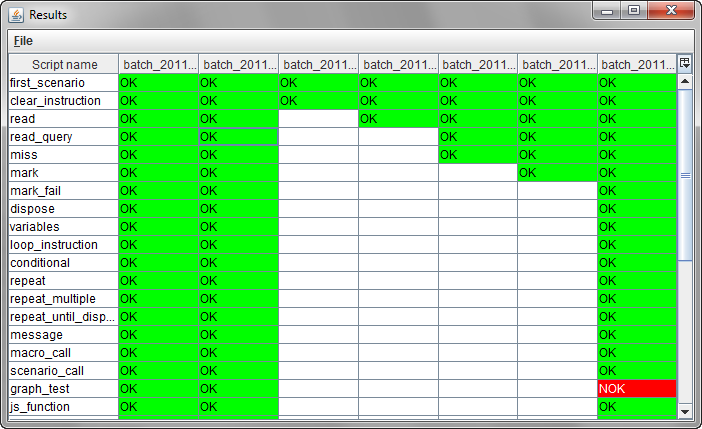 Results
File
Script name batch_2011... batch_2011... batch_2011... batch_2011... batch_2011... batch_2011... batch_2011...
first_scenario OK OK OK OK OK OK OK
clear_instruction OK OK OK OK OK OK OK
read OK OK OK OK OK OK
read_query OK OK OK OK OK
miss OK OK OK OK OK
mark OK OK OK OK
mark_fail OK OK OK
dispose OK OK OK
variables OK OK OK
loop_instruction OK OK OK
conditional OK OK OK
repeat OK OK OK
repeat_multiple OK OK OK
repeat_until_disp... OK OK OK
message OK OK OK
macro_call OK OK OK
scenario_call OK OK OK
graph_test OK OK NOK
js_function OK OK OK